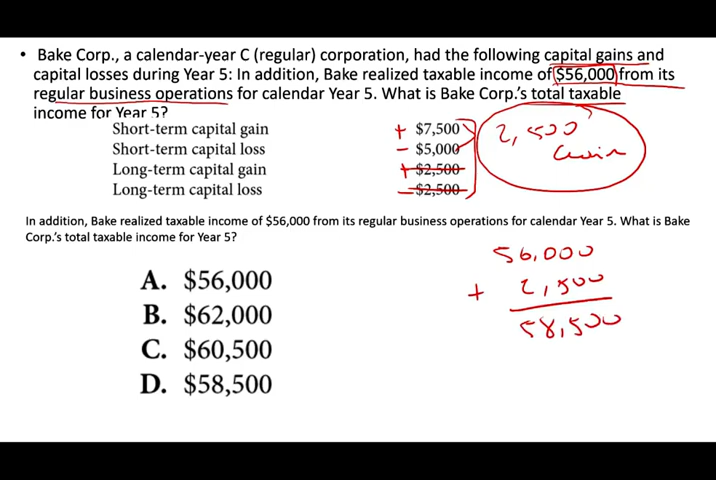 • Bake Corp., a calendar-year C (regular) corporation, had the following capital gains and
capital losses during Year 5: In addition, Bake realized taxable income of $56,000 from its
regular business operations for calendar Year 5. What is Bake Corp.'s total taxable
income for Year 5?
Short-term capital gain + $7,500
Short-term capital loss − $5,000
Long-term capital gain + $2,500
Long-term capital loss − $2,500
2,500
Gain
In addition, Bake realized taxable income of $56,000 from its regular business operations for calendar Year 5. What is Bake
Corp.'s total taxable income for Year 5?
56,000
+ 2,500
58,500
A. $56,000
B. $62,000
C. $60,500
D. $58,500